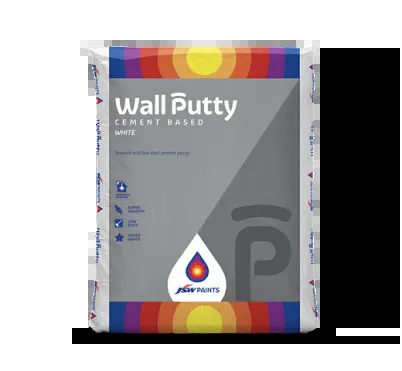 Wall Putty
CEMENT BASED
WHITE
Smooth and low dust cement putty
SUPER
SMOOTH
LOW
DUST
SUPER
WHITE
P
JSW PAINTS